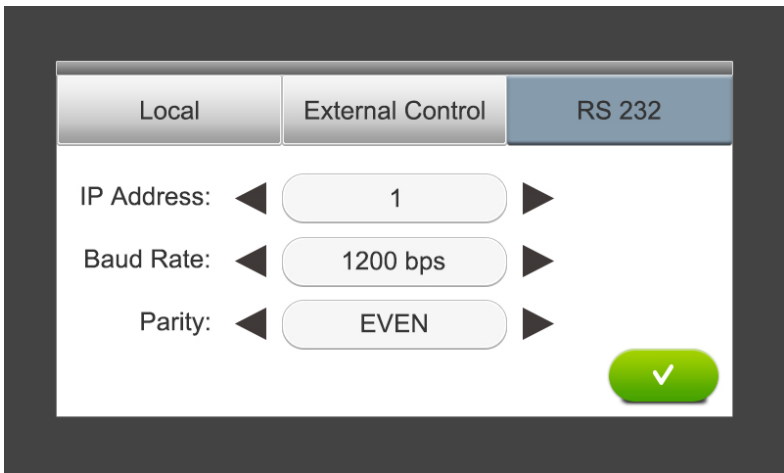 Local External Control RS 232
IP Address: 1
Baud Rate: 1200 bps
Parity: EVEN